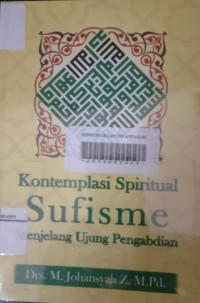 Kontemplasi Spiritual
Sufisme
Menjelang Ujung Pengabdian
Drs. M. Johansyah Z, M.Pd.